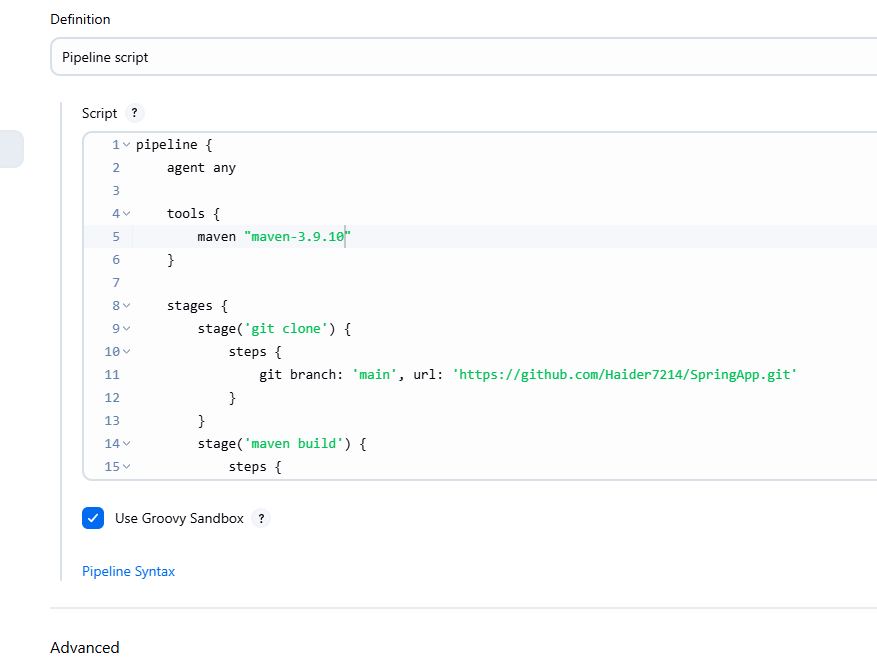 Definition
Pipeline script
Script ?
1 pipeline {
2     agent any
3
4     tools {
5         maven "maven-3.9.10"
6     }
7
8     stages {
9         stage('git clone') {
10             steps {
11                 git branch: 'main', url: 'https://github.com/Haider7214/SpringApp.git'
12             }
13         }
14         stage('maven build') {
15             steps {
Use Groovy Sandbox ?
Pipeline Syntax
Advanced